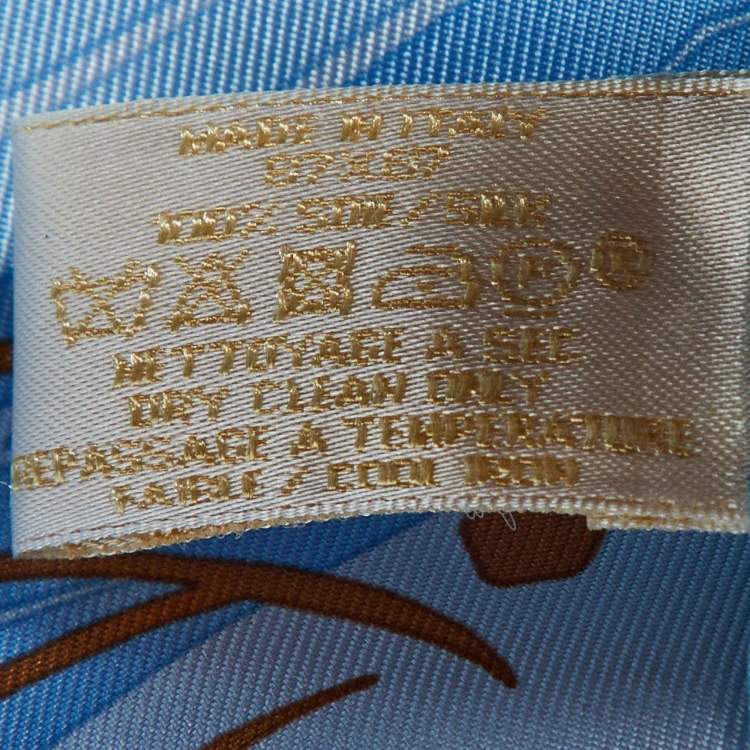 MADE IN ITALY
87X87
100% SOIE / SILK
P
NETTOYAGE A SEC
DRY CLEAN ONLY
REPASSAGE A TEMPERATURE
FAIBLE / COOL IRON